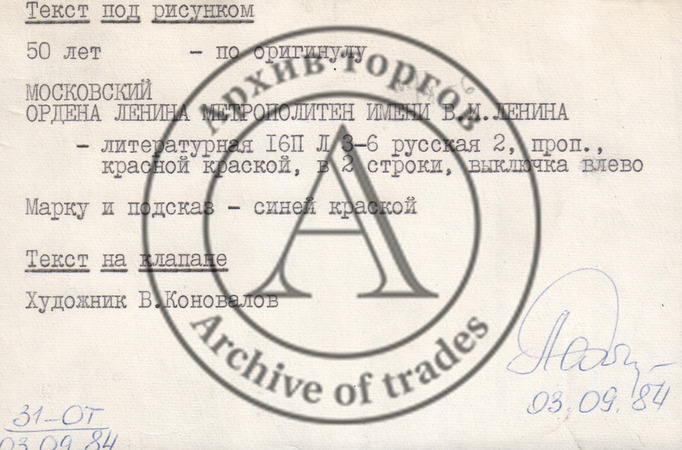 Текст под рисунком
50 лет - по оригинулу
МОСКОВСКИЙ
ОРДЕНА ЛЕНИНА МЕТРОПОЛИТЕН ИМЕНИ В.И.ЛЕНИНА
- литературная I6П Л 3-6 русская 2, проп.,
красной краской, в 2 строки, выключка влево
Марку и подсказ - синей краской
Текст на клапане
Художник В.Коновалов
Архив торгов
Archive of trades
03.09.84
31-ОТ
03.09.84